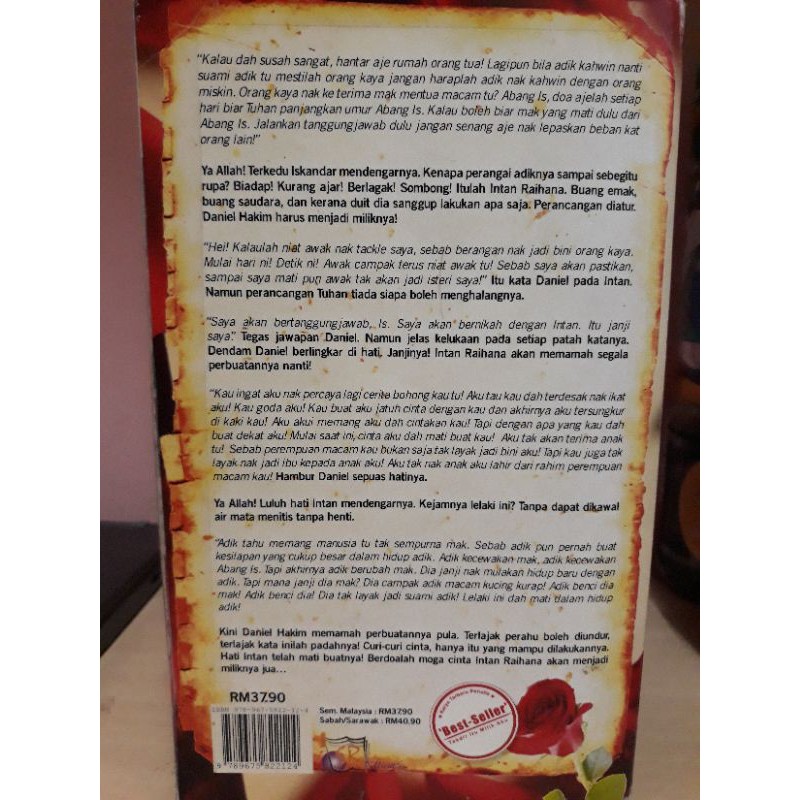 "Kalau dah susah sangat, hantar aje rumah orang tua! Lagipun bila adik kahwin nanti
suami adik tu mestilah orang kaya jangan haraplah adik nak kahwin dengan orang
miskin. Orang kaya nak ke terima mak mentua macam tu? Abang Is, doa ajelah setiap
hari biar Tuhan panjangkan umur Abang Is. Kalau boleh biar mak yang mati dulu dari
Abang Is. Jalankan tanggungjawab dulu jangan senang aje nak lepaskan beban kat
orang lain!"
Ya Allah! Terkedu Iskandar mendengarnya. Kenapa perangai adiknya sampai sebegitu
rupa? Biadap! Kurang ajar! Berlagak! Sombong! Itulah Intan Raihana. Buang emak,
buang saudara, dan kerana duit dia sanggup lakukan apa saja. Perancangan diatur.
Daniel Hakim harus menjadi miliknya!
"Hei! Kalaulah niat awak nak tackle saya, sebab berangan nak jadi bini orang kaya.
Mulai hari ni! Detik ni! Awak campak terus niat awak tu! Sebab saya akan pastikan,
sampai saya mati pun awak tak akan jadi isteri saya!" Itu kata Daniel pada Intan.
Namun perancangan Tuhan tiada siapa boleh menghalangnya.
"Saya akan bertanggungjawab, Is. Saya akan bernikah dengan Intan. Itu janji
saya." Tegas jawapan Daniel. Namun jelas kelukaan pada setiap patah katanya.
Dendam Daniel berlingkar di hati. Janjinya! Intan Raihana akan memamah segala
perbuatannya nanti!
"Kau ingat aku nak percaya lagi cerita bohong kau tu! Aku tau kau dah terdesak nak ikat
aku! Kau goda aku! Kau buat aku jatuh cinta dengan kau dan akhirnya aku tersungkur
di kaki kau! Aku akui memang aku dah cintakan kau! Tapi dengan apa yang kau dah
buat dekat aku! Mulai saat ini, cinta aku dah mati buat kau! Aku tak akan terima anak
tu! Sebab perempuan macam kau bukan saja tak layak jadi bini aku! Tapi kau juga tak
layak nak jadi ibu kepada anak aku! Aku tak nak anak aku lahir dari rahim perempuan
macam kau! Hambur Daniel sepuas hatinya.
Ya Allah! Luluh hati Intan mendengarnya. Kejamnya lelaki ini? Tanpa dapat dikawal
air mata menitis tanpa henti.
"Adik tahu memang manusia tu tak sempurna mak. Sebab adik pun pernah buat
kesilapan yang cukup besar dalam hidup adik. Adik kecewakan mak, adik kecewakan
Abang Is. Tapi akhirnya adik berubah mak. Dia janji nak mulakan hidup baru dengan
adik. Tapi mana janji dia mak? Dia campak adik macam kucing kurap! Adik benci dia
mak! Adik benci dia! Dia tak layak jadi suami adik! Lelaki ini dah mati dalam hidup
adik!
Kini Daniel Hakim memamah perbuatannya pula. Terlajak perahu boleh diundur,
terlajak kata inilah padahnya! Curi-curi cinta, hanya itu yang mampu dilakukannya.
Hati Intan telah mati buatnya! Berdoalah moga cinta Intan Raihana akan menjadi
miliknya jua...
RM37.90
ISBN 978-967-5822-12-4
Sem. Malaysia : RM37.90
Sabah/Sarawak : RM40.90
9 789675 822124
Karya Terbaru Penulis
'Best-Seller'
Takdir Itu Milik Aku